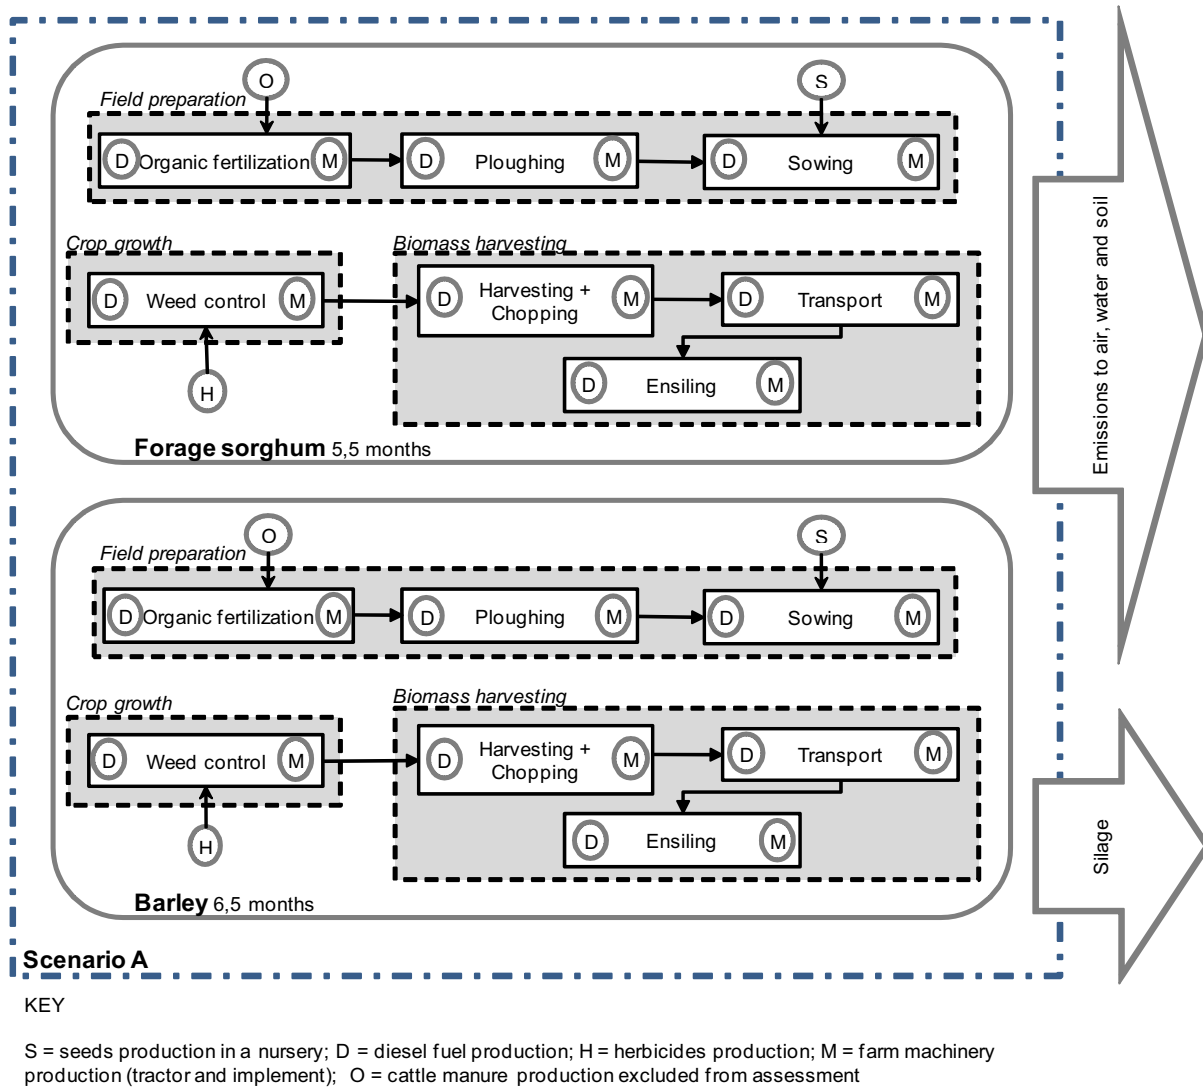 O
S
Field preparation
D Organic fertilization M
D Ploughing M
D Sowing M
Crop growth
Biomass harvesting
D Weed control M
D Harvesting + M
Chopping
D Transport M
D Ensiling M
H
Forage sorghum 5,5 months
Emissions to air, water and soil
O
S
Field preparation
D Organic fertilization M
D Ploughing M
D Sowing M
Crop growth
Biomass harvesting
D Weed control M
D Harvesting + M
Chopping
D Transport M
D Ensiling M
H
Barley 6,5 months
Silage
Scenario A
KEY
S = seeds production in a nursery; D = diesel fuel production; H = herbicides production; M = farm machinery
production (tractor and implement); O = cattle manure production excluded from assessment